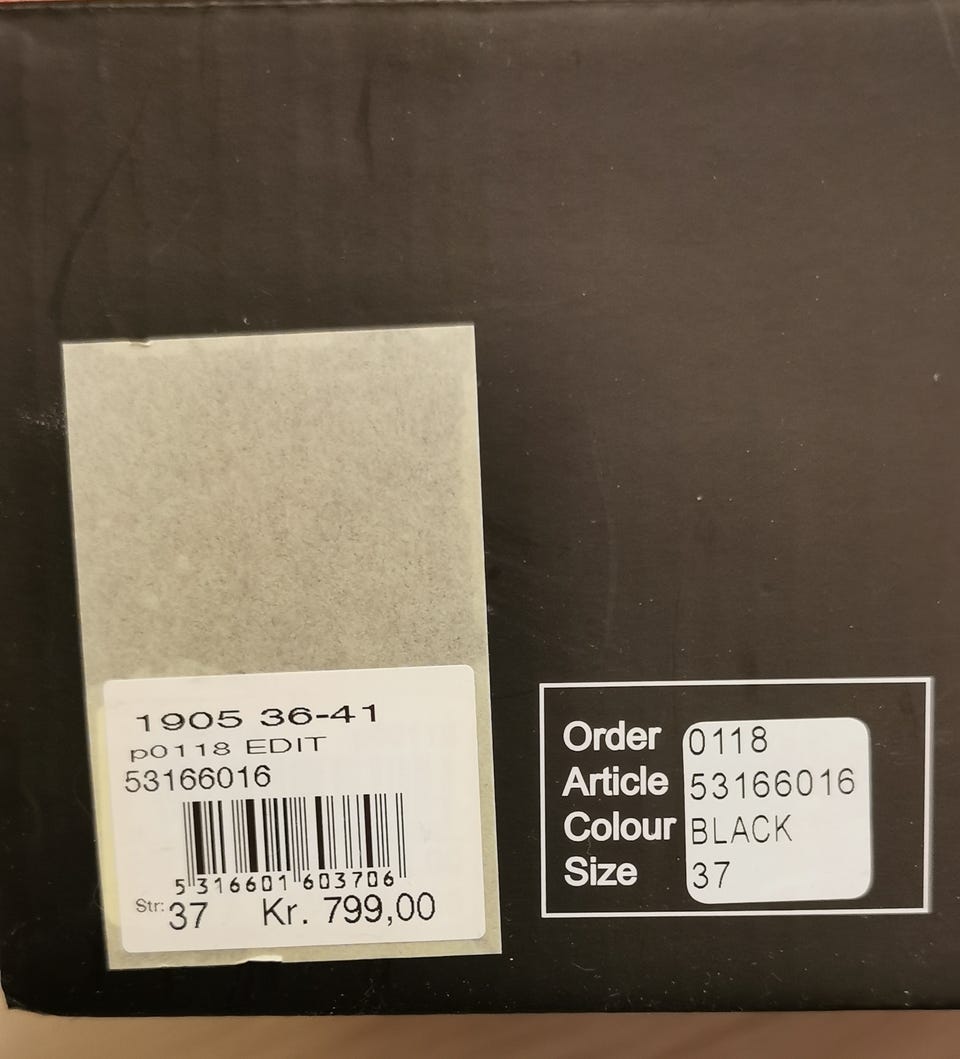 1905 36-41
p0118 EDIT
53166016
5 316601 603706
Str: 37 Kr. 799,00
Order 0118
Article 53166016
Colour BLACK
Size 37